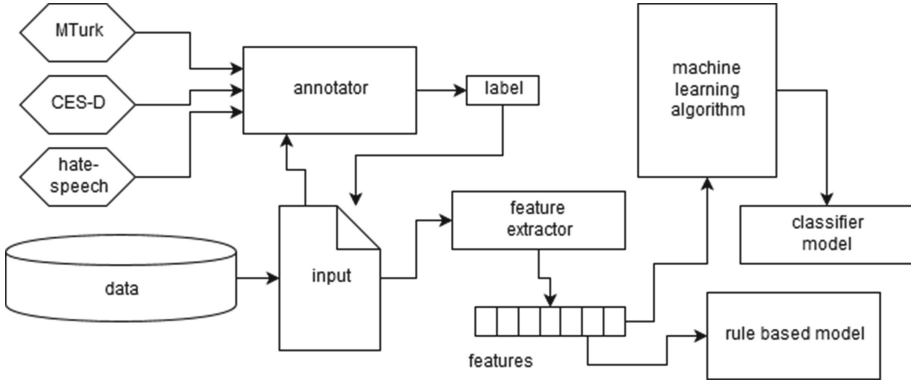 MTurk
CES-D
hate-
speech
annotator
label
machine
learning
algorithm
data
input
feature
extractor
features
classifier
model
rule based model